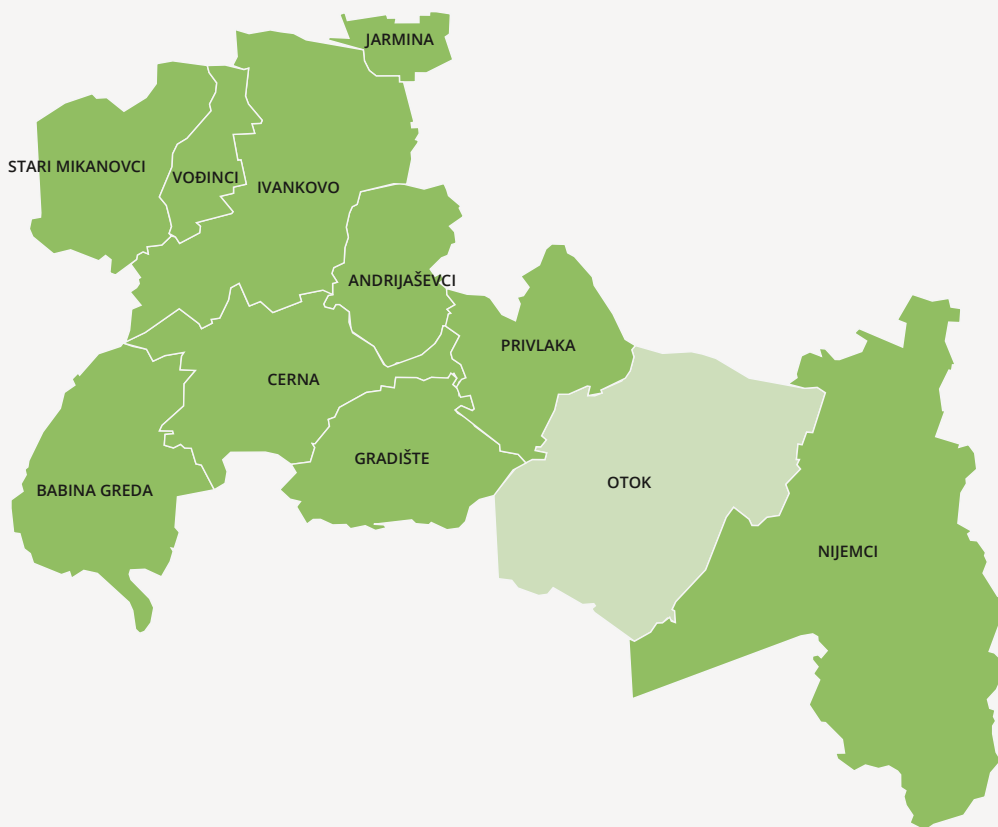 JARMINA
STARI MIKANOVCI
VOĐINCI
IVANKOVO
ANDRIJAŠEVCI
PRIVLAKA
CERNA
GRADIŠTE
OTOK
BABINA GREDA
NIJEMCI